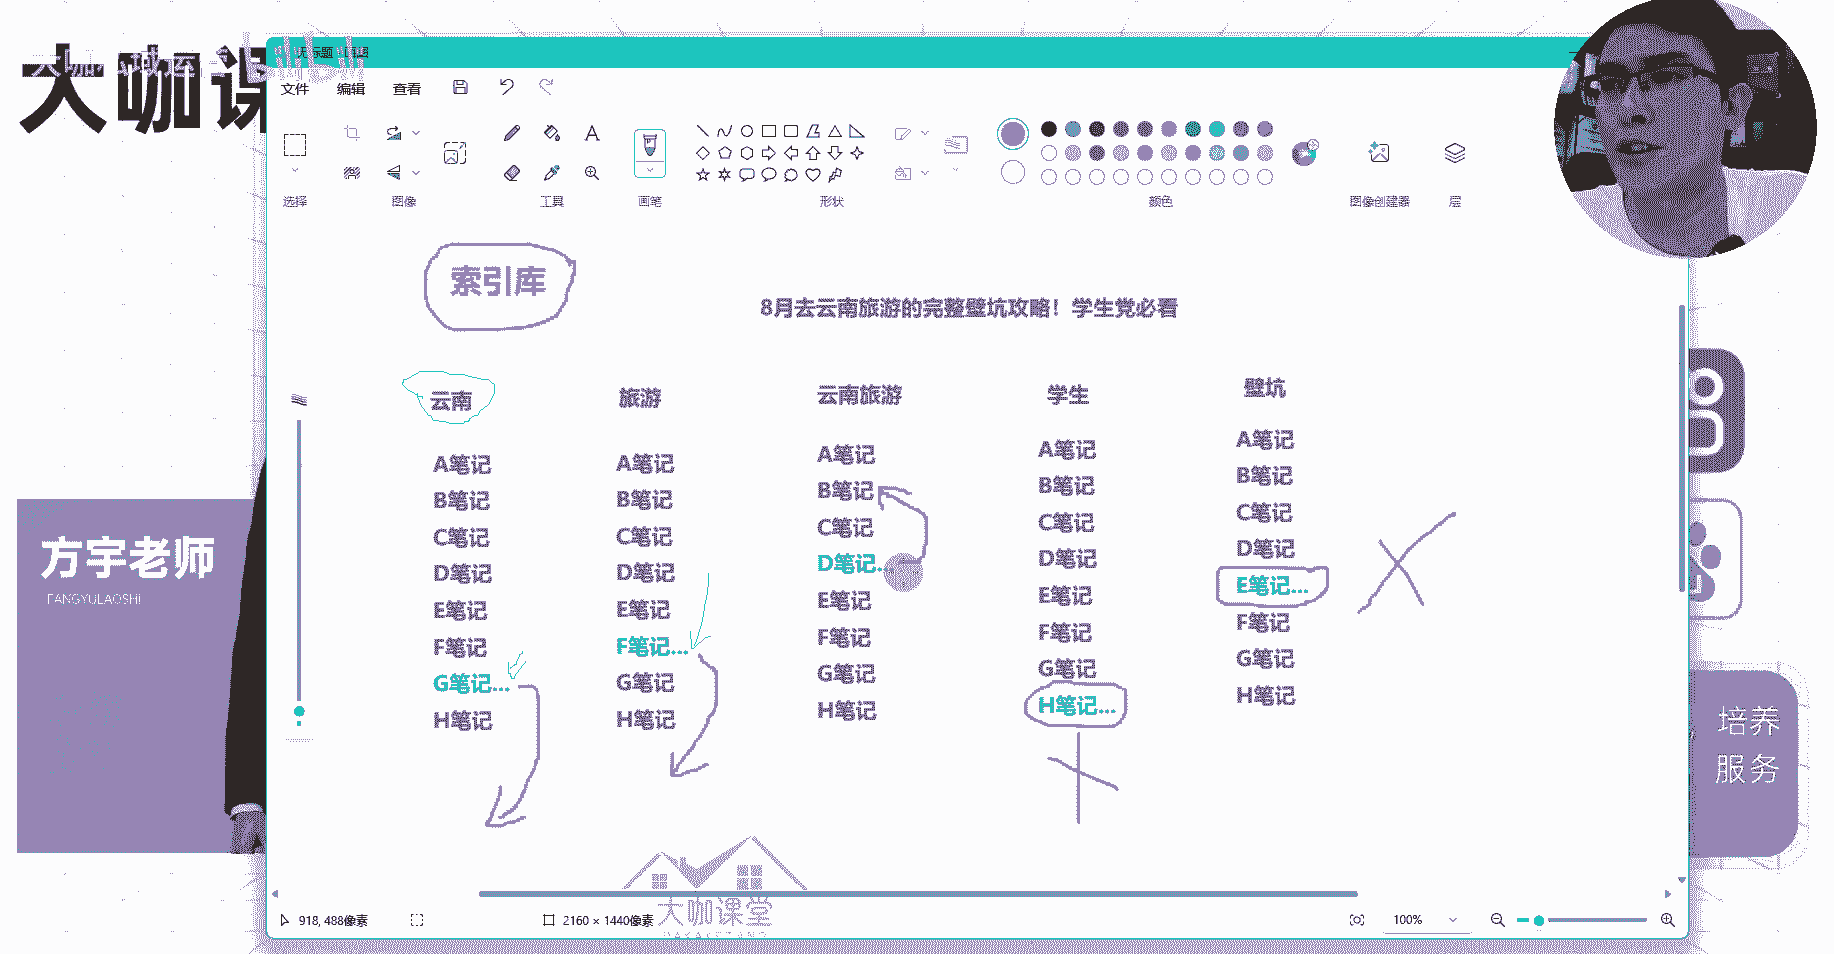 大咖课
无标题 - 画图
文件 编辑 查看
选择 图像 工具 画笔 形状 颜色 图像创建器 层
索引库
8月去云南旅游的完整壁坑攻略！学生党必看
云南 旅游 云南旅游 学生 壁坑
A笔记 A笔记 A笔记 A笔记 A笔记
B笔记 B笔记 B笔记 B笔记 B笔记
C笔记 C笔记 C笔记 C笔记 C笔记
D笔记 D笔记 D笔记... D笔记 D笔记
E笔记 E笔记 E笔记 E笔记 E笔记...
F笔记 F笔记... F笔记 F笔记 F笔记
G笔记... G笔记 G笔记 G笔记 G笔记
H笔记 H笔记 H笔记 H笔记... H笔记
方宇老师
FANGYULAOSHI
培养
服务
大咖课堂
DAKAKETANG
918, 488像素 2160 × 1440像素 100%